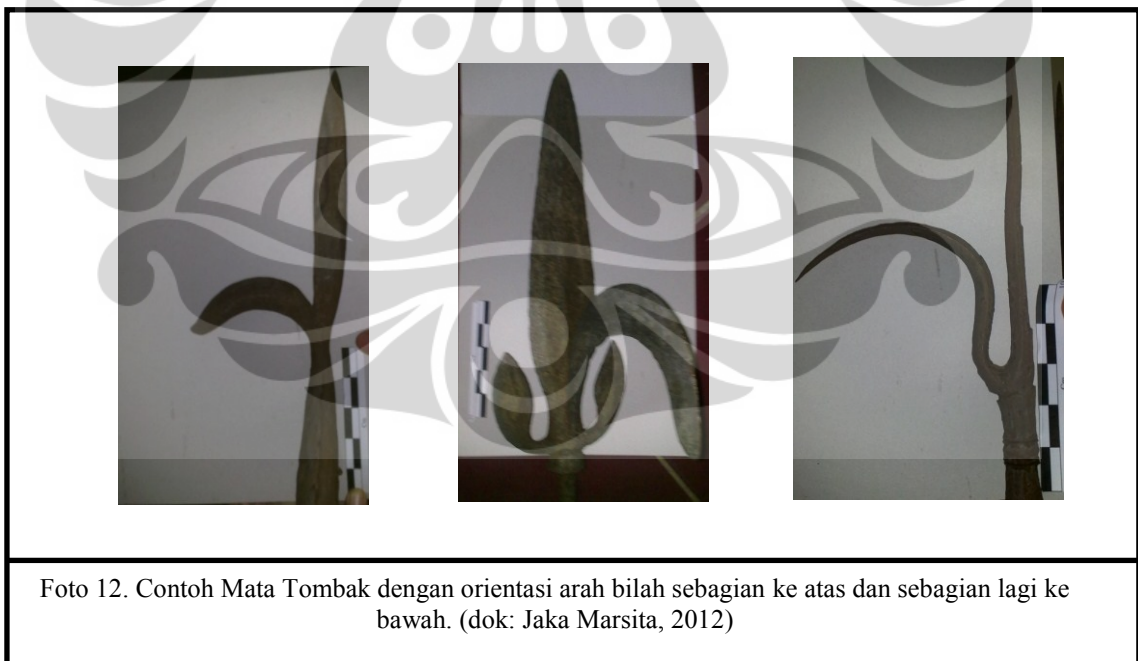 Foto 12. Contoh Mata Tombak dengan orientasi arah bilah sebagian ke atas dan sebagian lagi ke
bawah. (dok: Jaka Marsita, 2012)